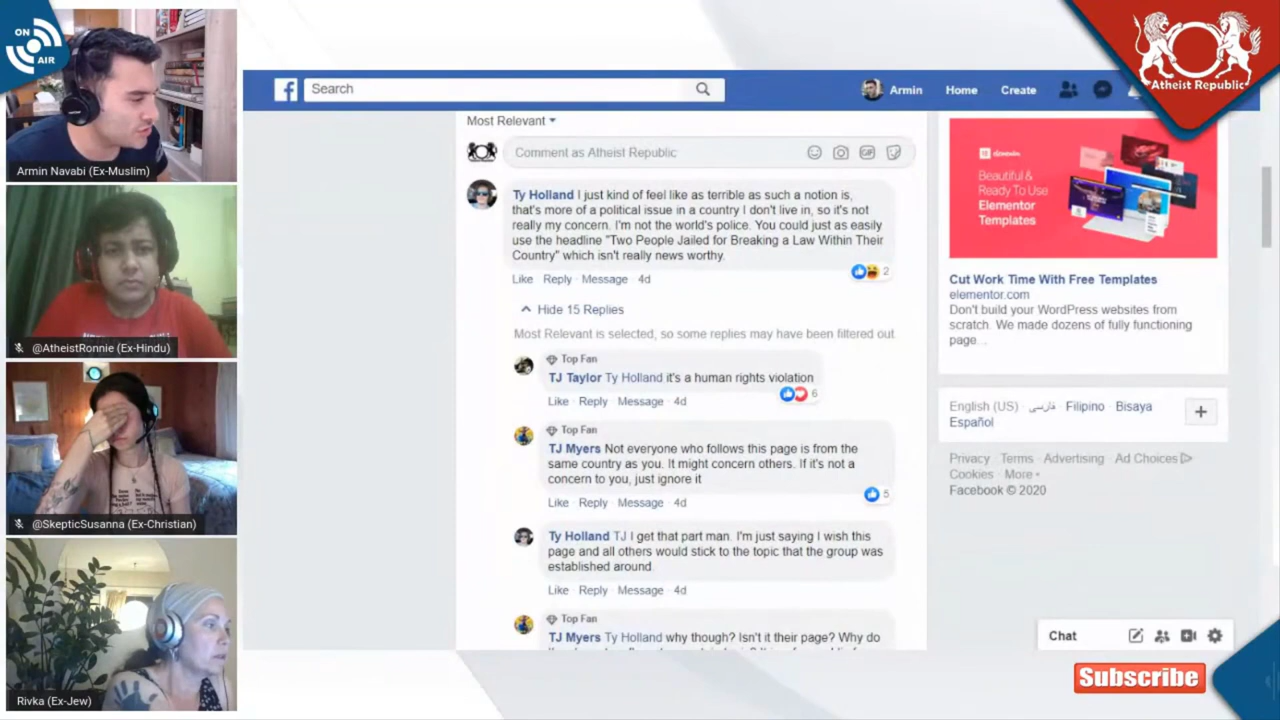 ON
AIR
Armin Navabi (Ex-Muslim)
@AtheistRonnie (Ex-Hindu)
@SkepticSusanna (Ex-Christian)
Rivka (Ex-Jew)
Search
Armin
Home
Create
Atheist Republic
Most Relevant
Comment as Atheist Republic
GIF
Ty Holland I just kind of feel like as terrible as such a notion is,
that's more of a political issue in a country I don't live in, so it's not
really my concern. I'm not the world's police. You could just as easily
use the headline "Two People Jailed for Breaking a Law Within Their
Country" which isn't really news worthy.
2
Like Reply Message 4d
Hide 15 Replies
Most Relevant is selected, so some replies may have been filtered out.
Top Fan
TJ Taylor Ty Holland it's a human rights violation
6
Like Reply Message 4d
Top Fan
TJ Myers Not everyone who follows this page is from the
same country as you. It might concern others. If it's not a
concern to you, just ignore it
5
Like Reply Message 4d
Ty Holland TJ I get that part man. I'm just saying I wish this
page and all others would stick to the topic that the group was
established around.
Like Reply Message 4d
Top Fan
TJ Myers Ty Holland why though? Isn't it their page? Why do
elementor
Beautiful &
Ready To Use
Elementor
Templates
Cut Work Time With Free Templates
elementor.com
Don't build your WordPress websites from
scratch. We made dozens of fully functioning
page...
English (US) فارسی Filipino Bisaya
Español
Privacy Terms Advertising Ad Choices
Cookies More
Facebook © 2020
Chat
Subscribe